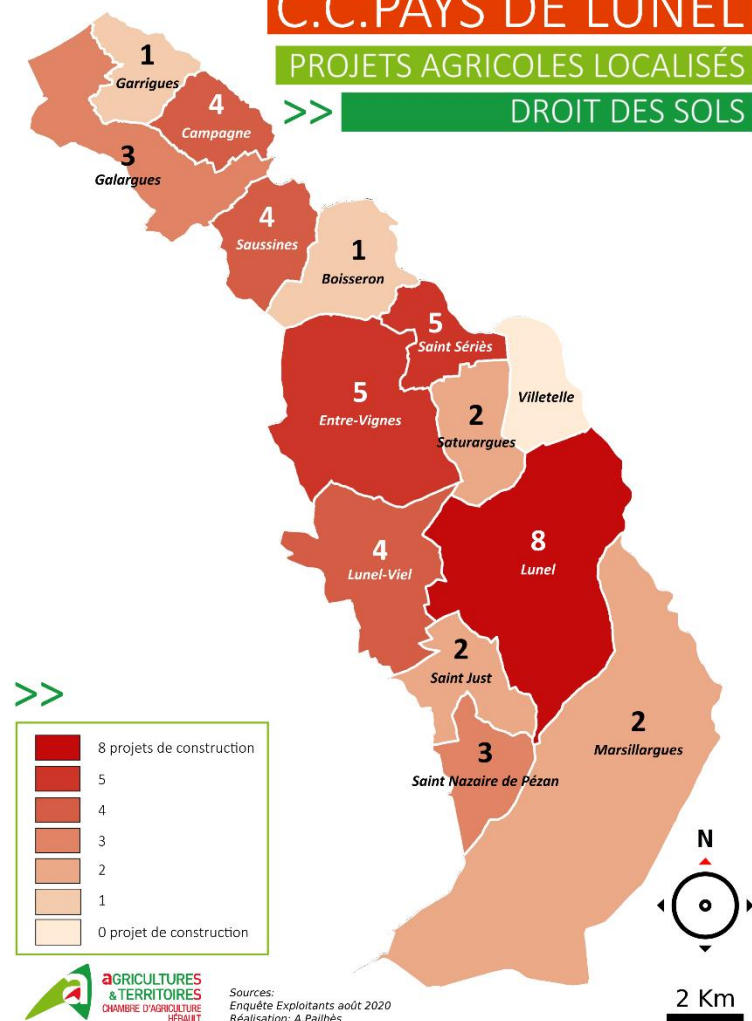 C.C.PAYS DE LUNEL
PROJETS AGRICOLES LOCALISÉS
>> DROIT DES SOLS
1
Garrigues
4
Campagne
3
Galargues
4
Saussines
1
Boisseron
5
Saint Sériès
5
Entre-Vignes
2
Saturargues
Villetelle
4
Lunel-Viel
8
Lunel
2
Saint Just
3
Saint Nazaire de Pézan
2
Marsillargues
>>
8 projets de construction
5
4
3
2
1
0 projet de construction
N
2 Km
aGRICULTURES
& TERRITOIRES
CHAMBRE D'AGRICULTURE
HÉRAULT
Sources:
Enquête Exploitants août 2020
Réalisation: A.Pailhès